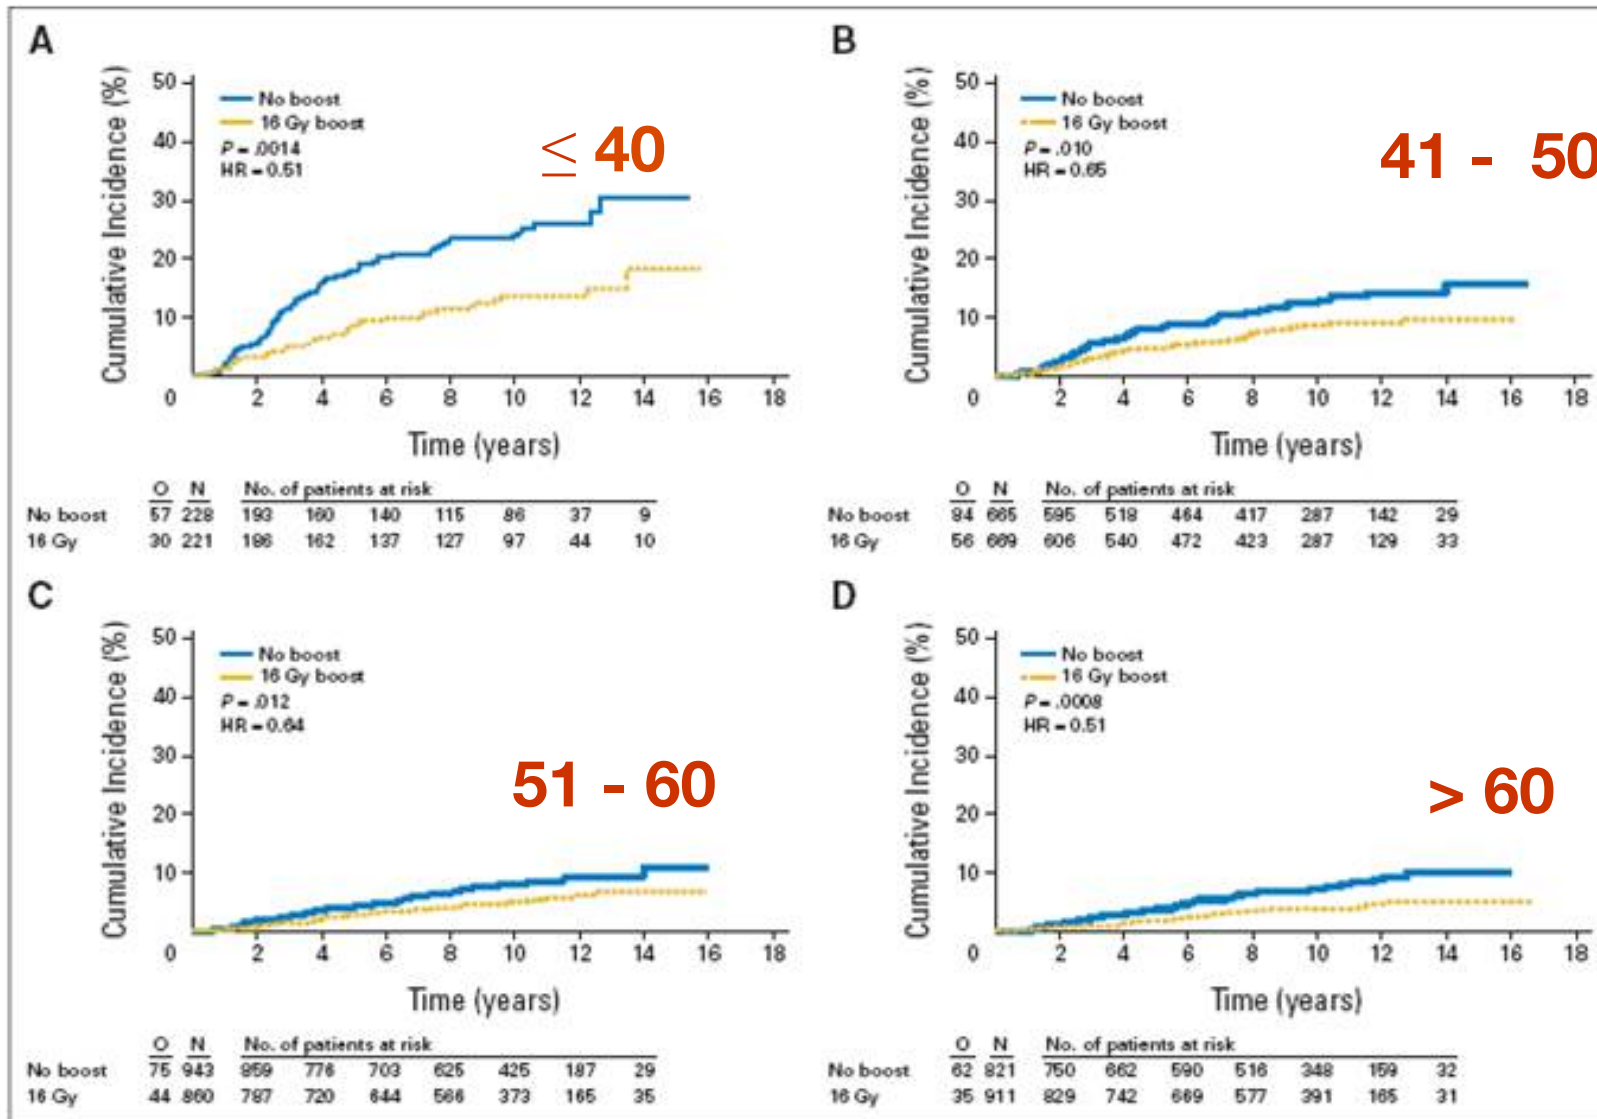 A
Cumulative Incidence (%)
50
40
30
20
10
0
No boost
16 Gy boost
P = .0014
HR = 0.51
≤ 40
2 4 6 8 10 12 14 16 18
Time (years)
O N No. of patients at risk
No boost 57 228 193 160 140 115 86 37 9
16 Gy 30 221 186 162 137 127 97 44 10
B
Cumulative Incidence (%)
50
40
30
20
10
0
No boost
16 Gy boost
P = .010
HR = 0.65
41 - 50
2 4 6 8 10 12 14 16 18
Time (years)
O N No. of patients at risk
No boost 84 665 595 518 464 417 287 142 29
16 Gy 56 669 606 540 472 423 287 129 33
C
Cumulative Incidence (%)
50
40
30
20
10
0
No boost
16 Gy boost
P = .012
HR = 0.64
51 - 60
2 4 6 8 10 12 14 16 18
Time (years)
O N No. of patients at risk
No boost 75 943 859 776 703 625 425 187 29
16 Gy 44 860 787 720 644 566 373 165 35
D
Cumulative Incidence (%)
50
40
30
20
10
0
No boost
16 Gy boost
P = .0008
HR = 0.51
> 60
2 4 6 8 10 12 14 16 18
Time (years)
O N No. of patients at risk
No boost 62 821 750 662 590 516 348 159 32
16 Gy 35 911 829 742 669 577 391 165 31